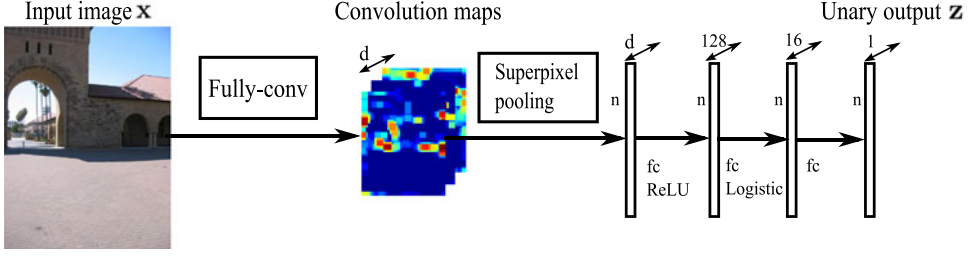 Input image x
Convolution maps
Unary output z
Fully-conv
d
Superpixel
pooling
d
128
16
1
n
n
n
n
fc
ReLU
fc
Logistic
fc